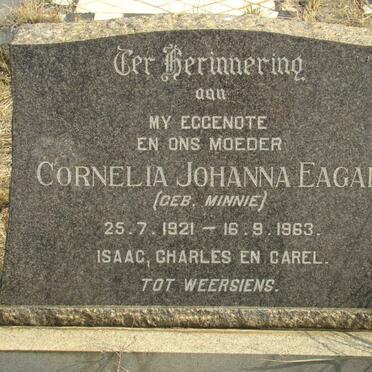 Ter Herinnering
aan
MY EGGENOTE
EN ONS MOEDER
CORNELIA JOHANNA EAGAR
(GEB. MINNIE)
25.7.1921 – 16.9.1963.
ISAAC, CHARLES EN CAREL.
TOT WEERSIENS.